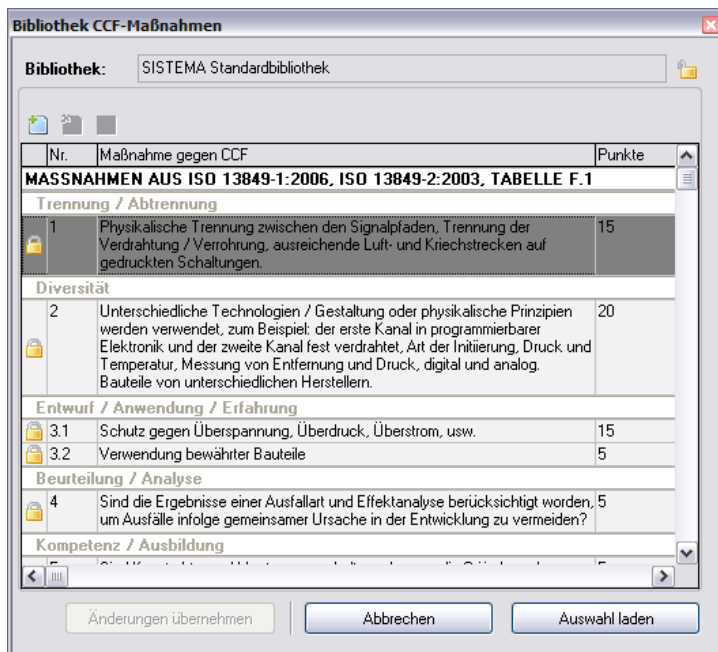 Bibliothek CCF-Maßnahmen
Bibliothek: SISTEMA Standardbibliothek
Nr. Maßnahme gegen CCF Punkte
MASSNAHMEN AUS ISO 13849-1:2006, ISO 13849-2:2003, TABELLE F.1
Trennung / Abtrennung
1 Physikalische Trennung zwischen den Signalpfaden, Trennung der 15
Verdrahtung / Verrohrung, ausreichende Luft- und Kriechstrecken auf
gedruckten Schaltungen.
Diversität
2 Unterschiedliche Technologien / Gestaltung oder physikalische Prinzipien 20
werden verwendet, zum Beispiel: der erste Kanal in programmierbarer
Elektronik und der zweite Kanal fest verdrahtet, Art der Initiierung, Druck und
Temperatur, Messung von Entfernung und Druck, digital und analog.
Bauteile von unterschiedlichen Herstellern.
Entwurf / Anwendung / Erfahrung
3.1 Schutz gegen Überspannung, Überdruck, Überstrom, usw. 15
3.2 Verwendung bewährter Bauteile 5
Beurteilung / Analyse
4 Sind die Ergebnisse einer Ausfallart und Effektanalyse berücksichtigt worden, 5
um Ausfälle infolge gemeinsamer Ursache in der Entwicklung zu vermeiden?
Kompetenz / Ausbildung
Änderungen übernehmen Abbrechen Auswahl laden